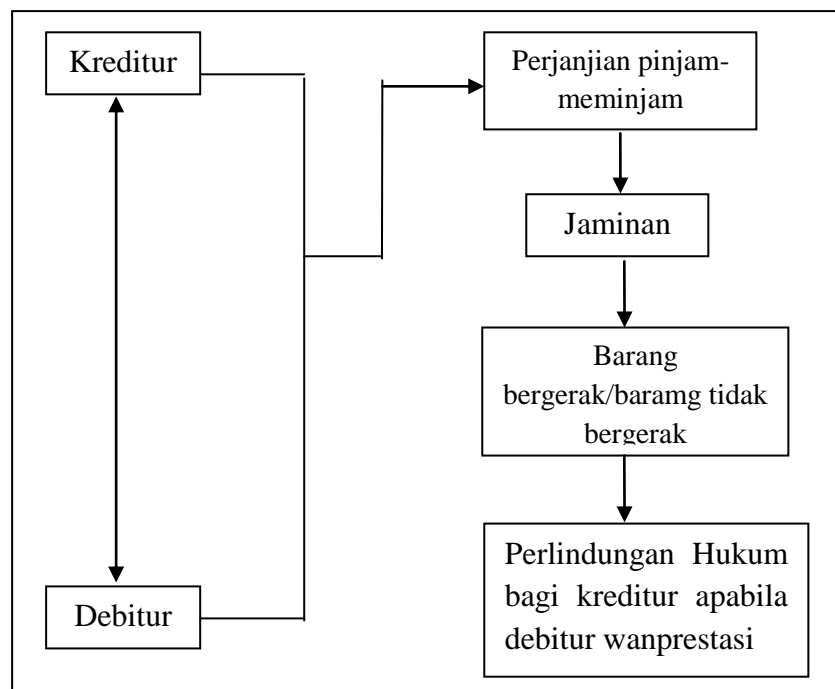 Kreditur
Perjanjian pinjam-
meminjam
Jaminan
Barang
bergerak/baramg tidak
bergerak
Perlindungan Hukum
bagi kreditur apabila
debitur wanprestasi
Debitur